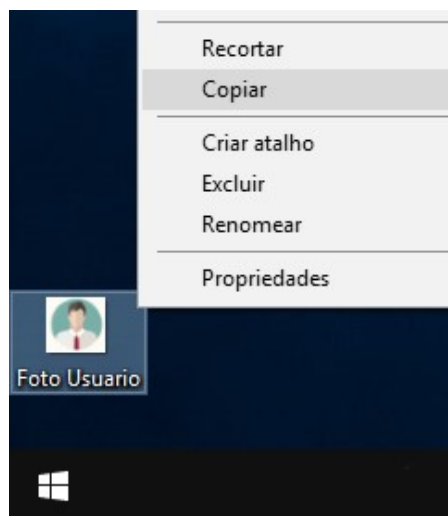 Recortar
Copiar
Criar atalho
Excluir
Renomear
Propriedades
Foto Usuario